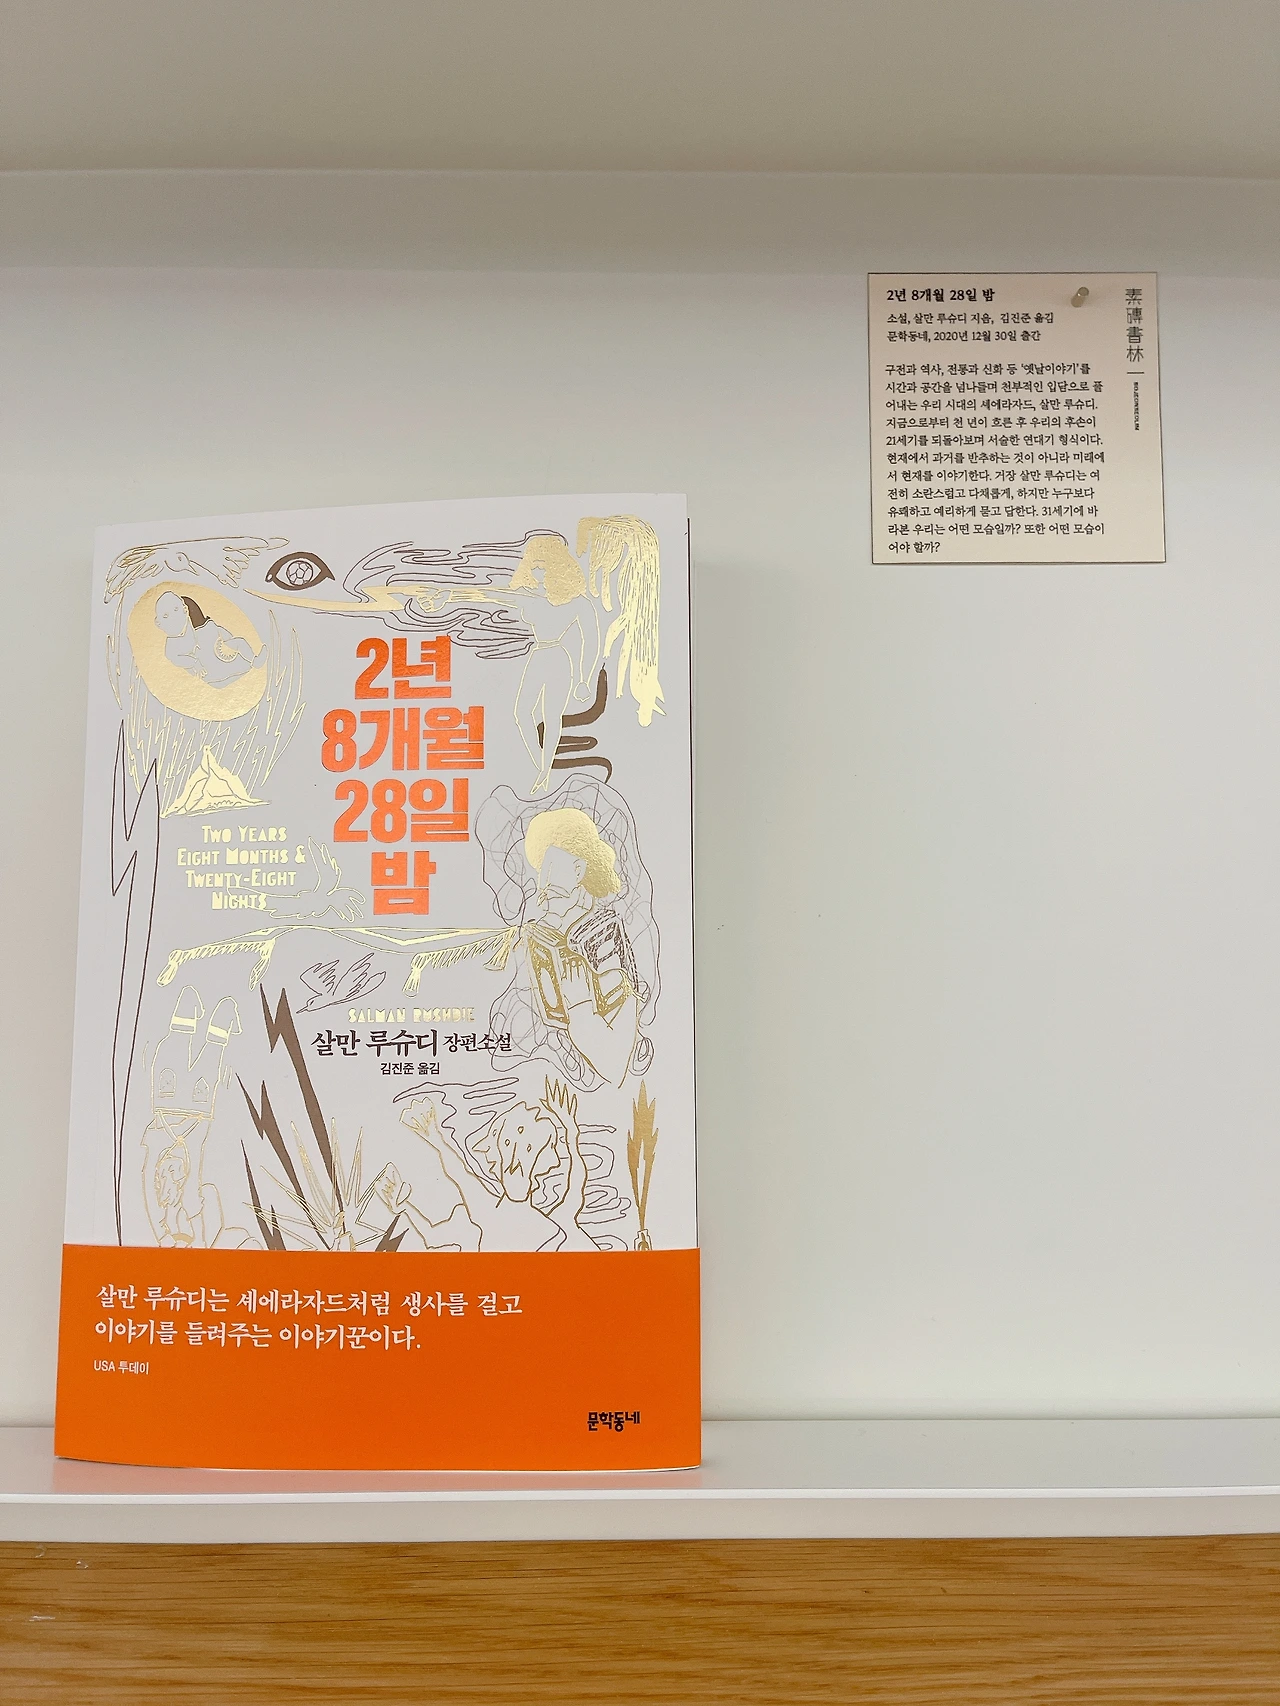 2년 8개월 28일 밤
소설, 살만 루슈디 지음, 김진준 옮김
문학동네, 2020년 12월 30일 출간
구전과 역사, 전통과 신화 등 '옛날이야기'를
시간과 공간을 넘나들며 천부적인 입담으로 풀
어내는 우리 시대의 셰에라자드, 살만 루슈디.
지금으로부터 천 년이 흐른 후 우리의 후손이
21세기를 되돌아보며 서술한 연대기 형식이다.
현재에서 과거를 반추하는 것이 아니라 미래에
서 현재를 이야기한다. 거장 살만 루슈디는 여
전히 소란스럽고 다채롭게, 하지만 누구보다
유쾌하고 예리하게 묻고 답한다. 31세기에 바
라본 우리는 어떤 모습일까? 또한 어떤 모습이
어야 할까?
素磚書林
SOJEONSEOLIM
2년
8개월
28일
밤
TWO YEARS
EIGHT MONTHS &
TWENTY-EIGHT
NIGHTS
SALMAN RUSHDIE
살만 루슈디 장편소설
김진준 옮김
살만 루슈디는 셰에라자드처럼 생사를 걸고
이야기를 들려주는 이야기꾼이다.
USA 투데이
문학동네